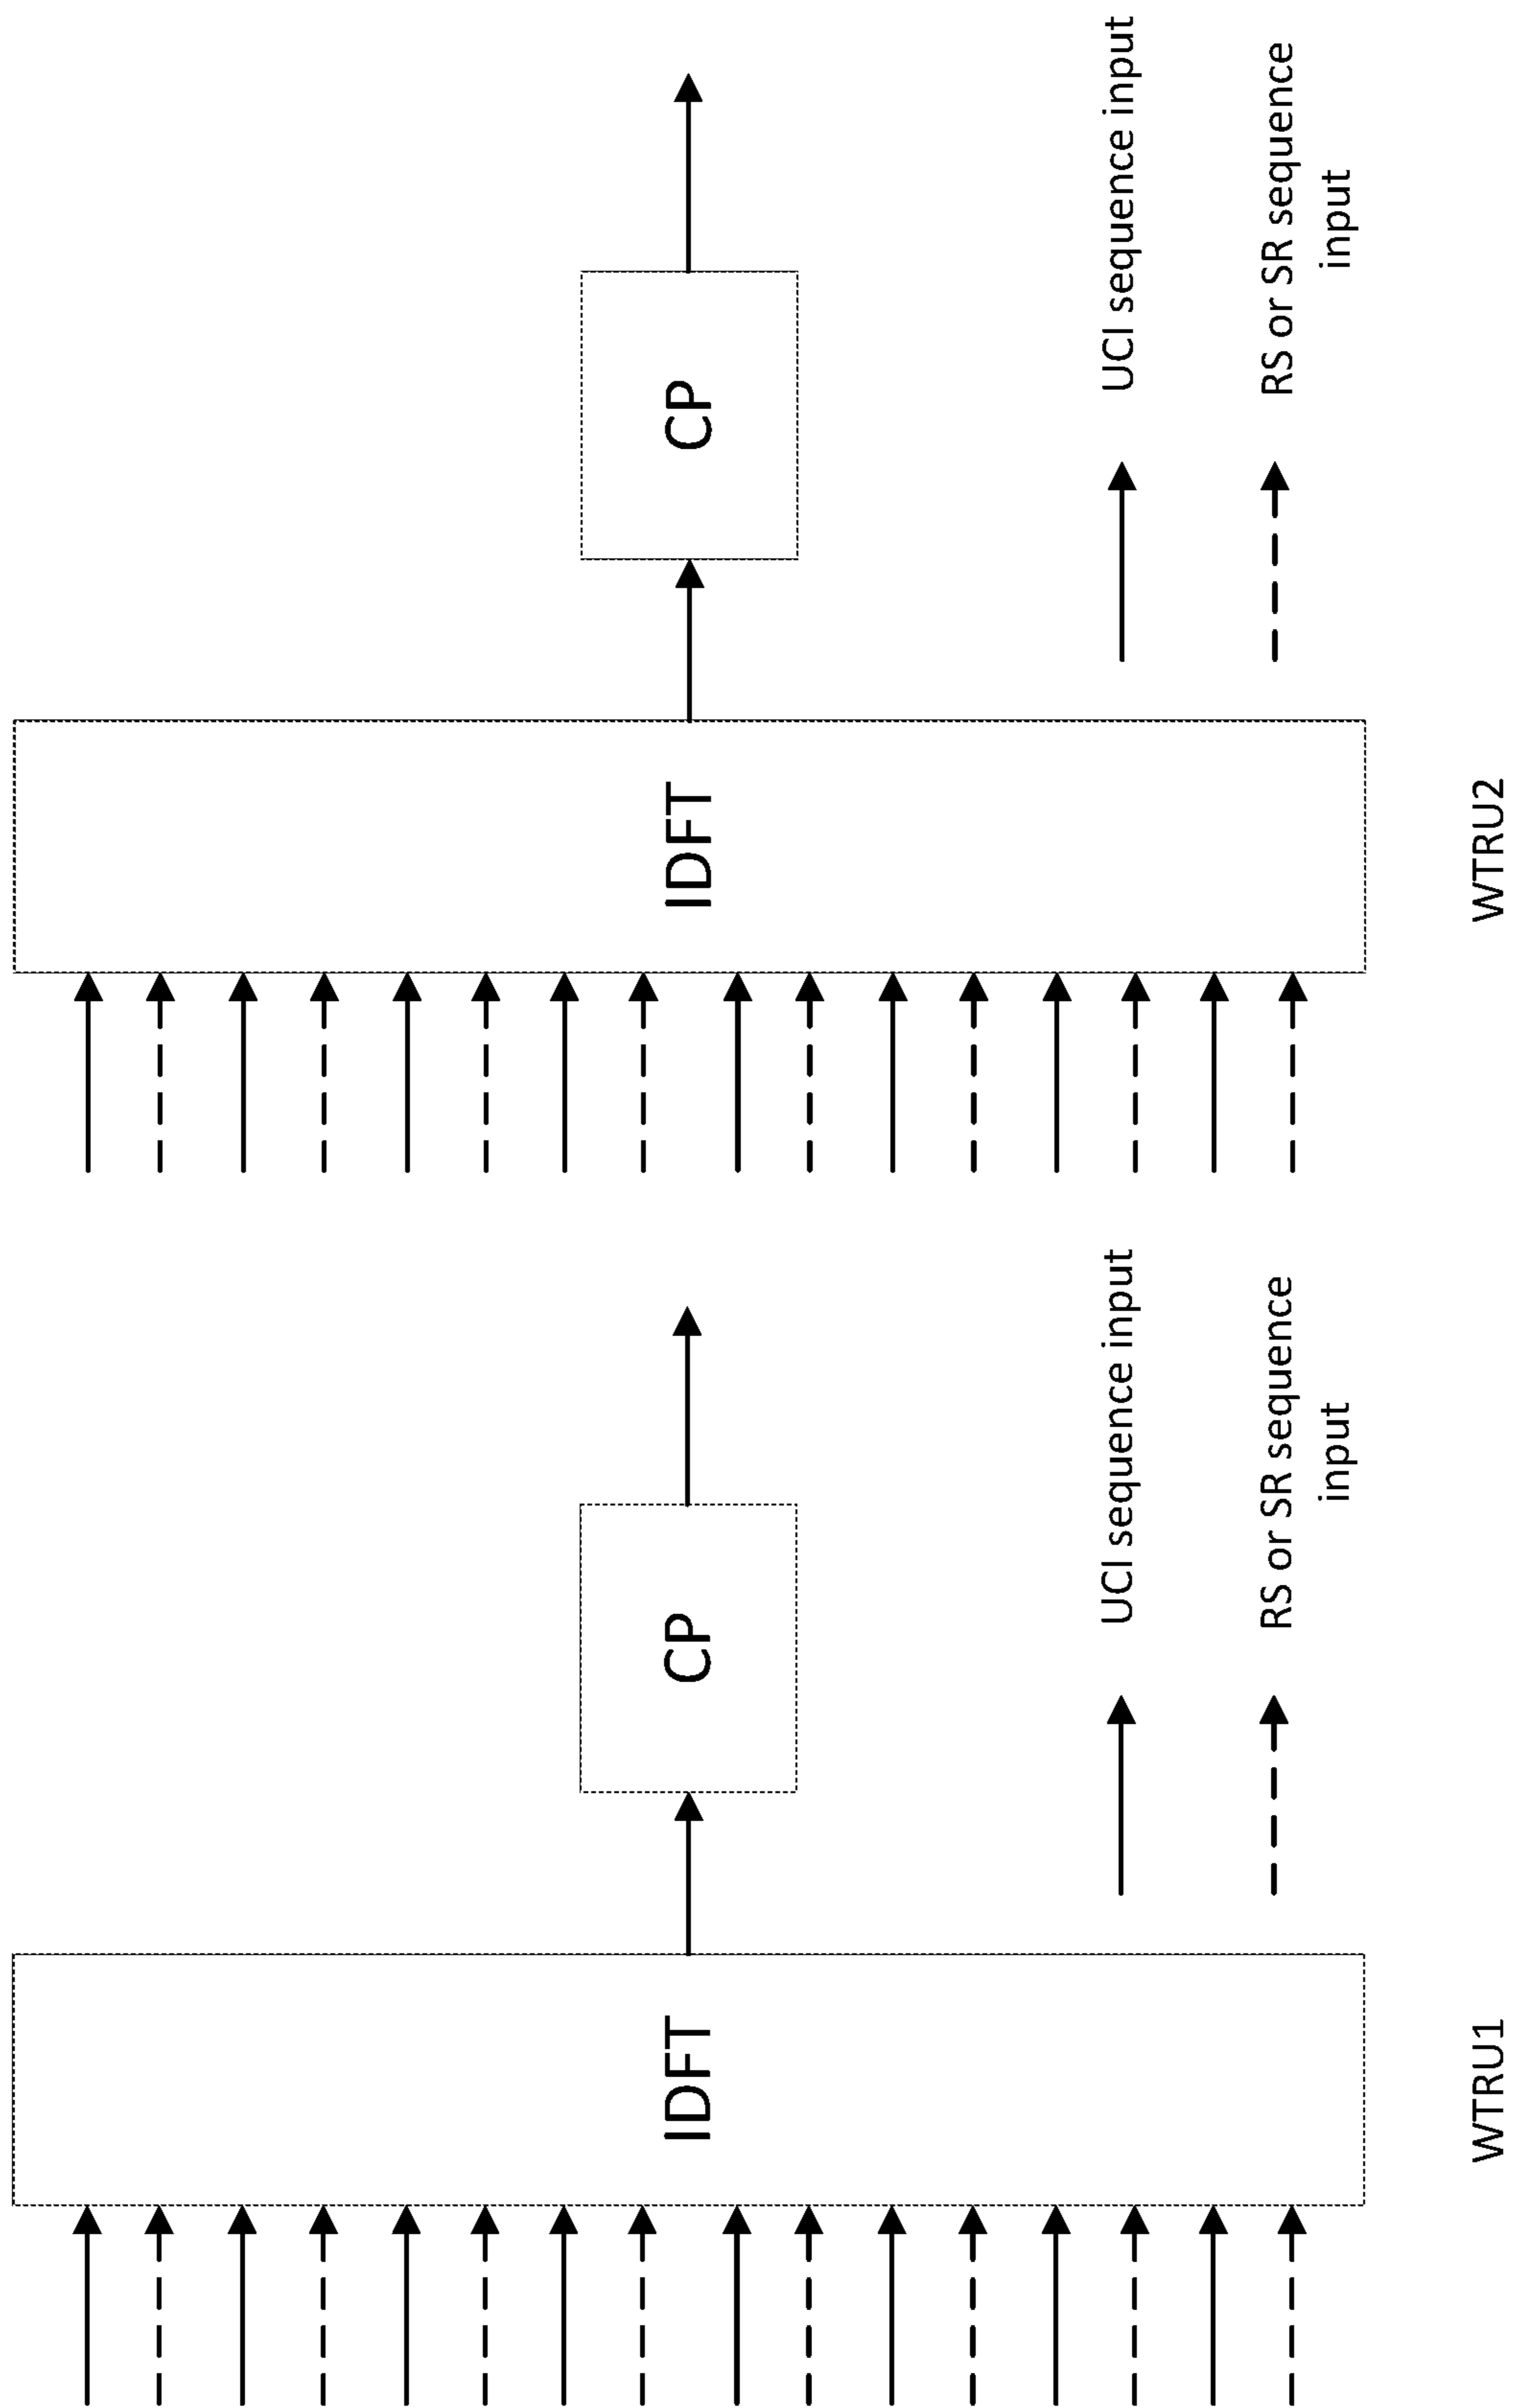 IDFT
CP
UCI sequence input
RS or SR sequence
input
WTRU1
IDFT
CP
UCI sequence input
RS or SR sequence
input
WTRU2